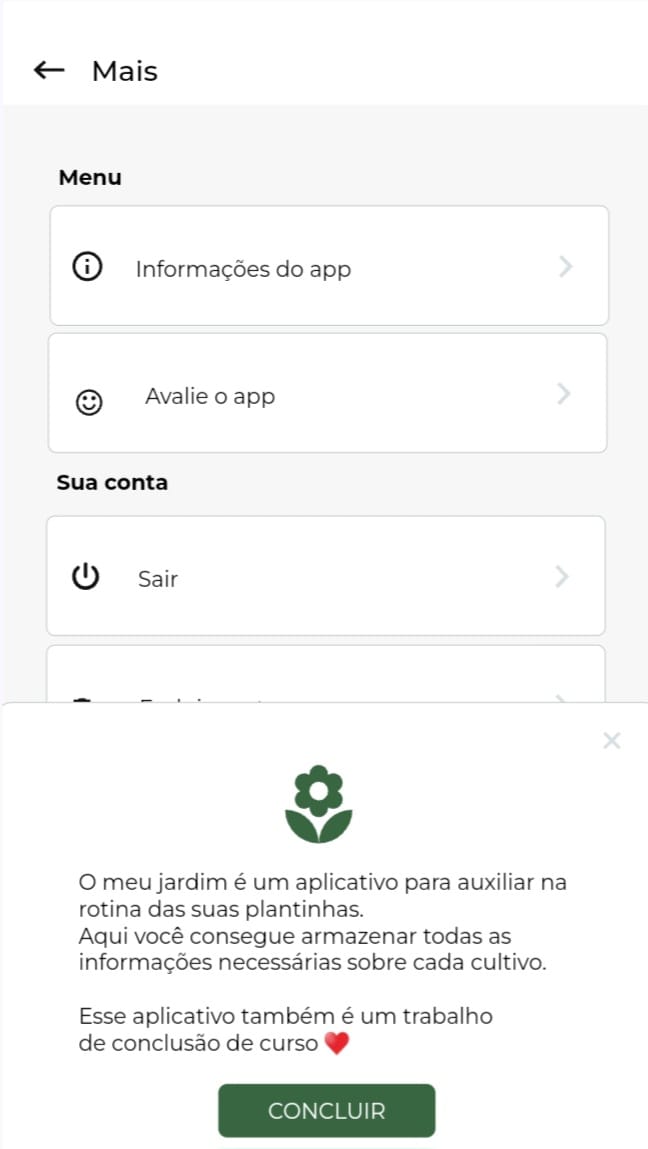 Mais
Menu
Informações do app
Avalie o app
Sua conta
Sair
O meu jardim é um aplicativo para auxiliar na
rotina das suas plantinhas.
Aqui você consegue armazenar todas as
informações necessárias sobre cada cultivo.
Esse aplicativo também é um trabalho
de conclusão de curso ❤️
CONCLUIR